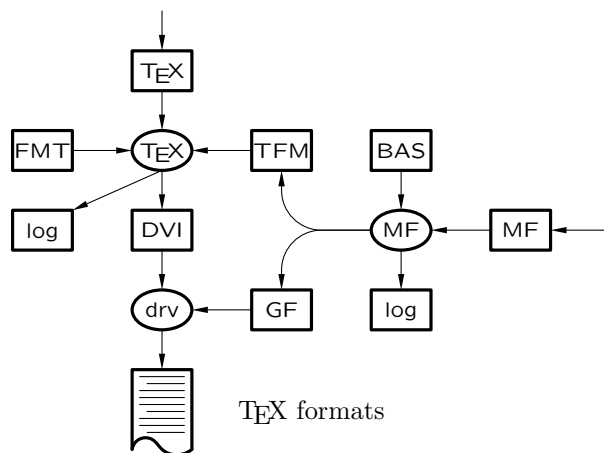 TEX
FMT TEX TFM BAS
log DVI MF MF
drv GF log
TEX formats